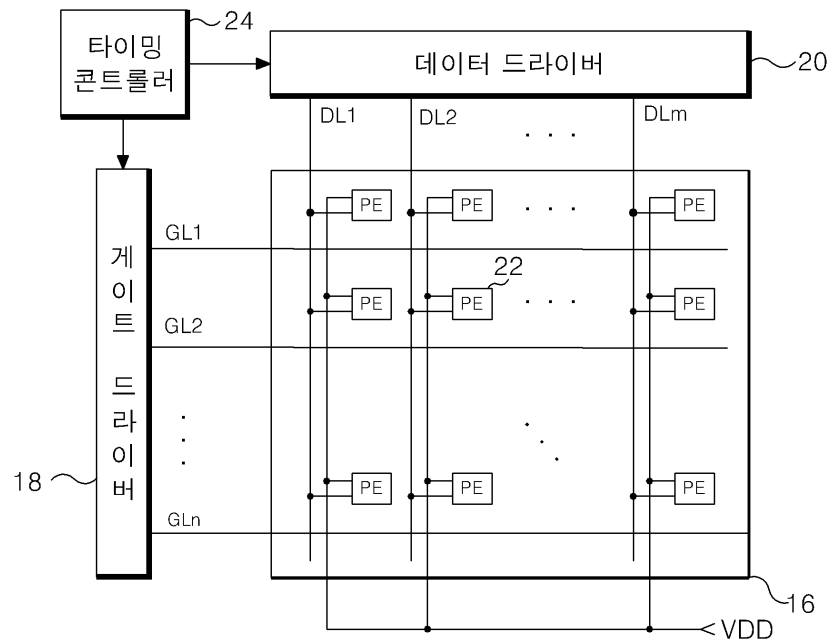 24
타이밍
콘트롤러
데이터 드라이버
20
DL1
DL2
· · ·
DLm
PE
PE
· · ·
PE
GL1
게이트 드라이버
22
PE
PE
· · ·
PE
GL2
18
PE
PE
PE
GLn
16
VDD